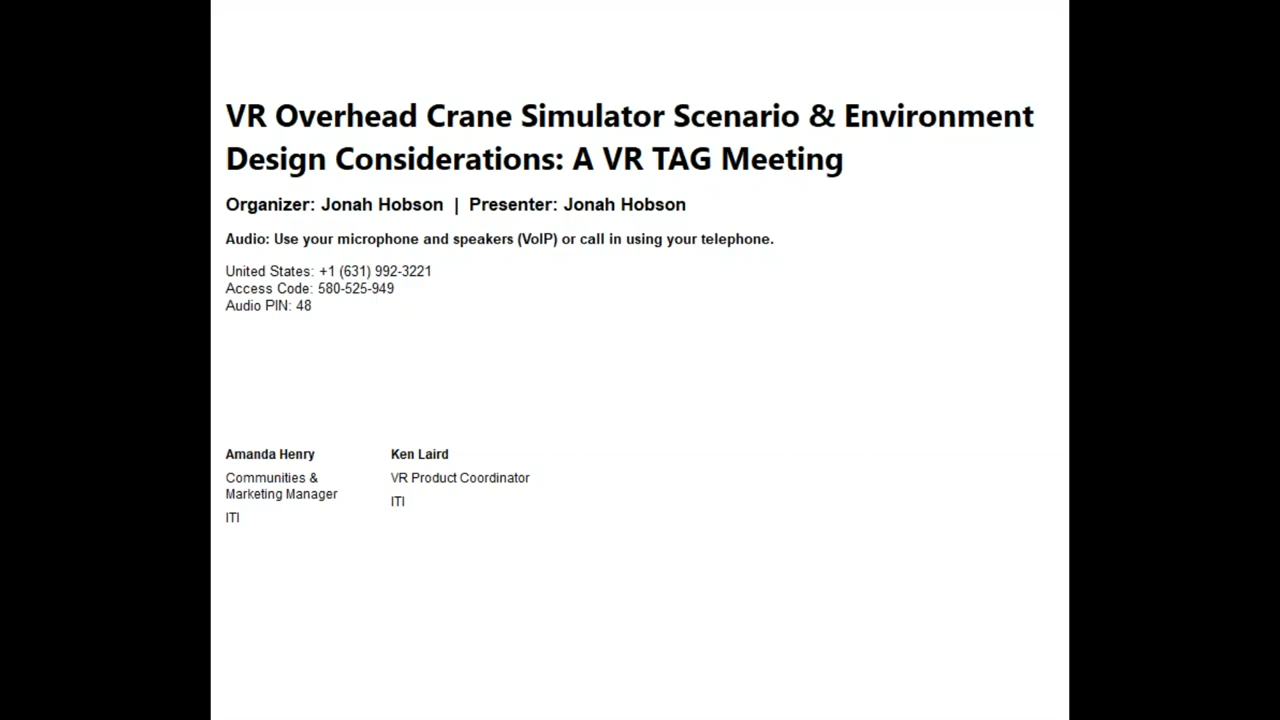 VR Overhead Crane Simulator Scenario & Environment
Design Considerations: A VR TAG Meeting
Organizer: Jonah Hobson | Presenter: Jonah Hobson
Audio: Use your microphone and speakers (VoIP) or call in using your telephone.
United States: +1 (631) 992-3221
Access Code: 580-525-949
Audio PIN: 48
Amanda Henry
Communities &
Marketing Manager
ITI
Ken Laird
VR Product Coordinator
ITI